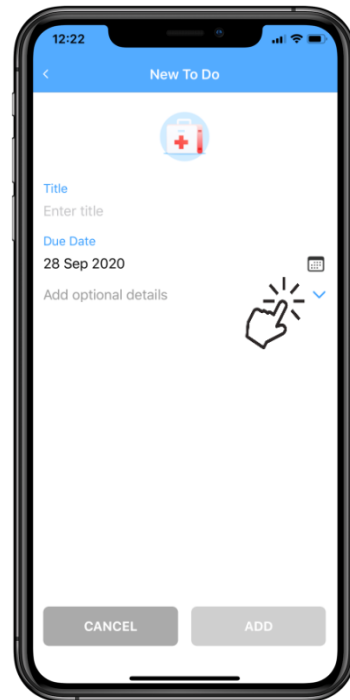 12:22
New To Do
Title
Enter title
Due Date
28 Sep 2020
Add optional details
CANCEL
ADD